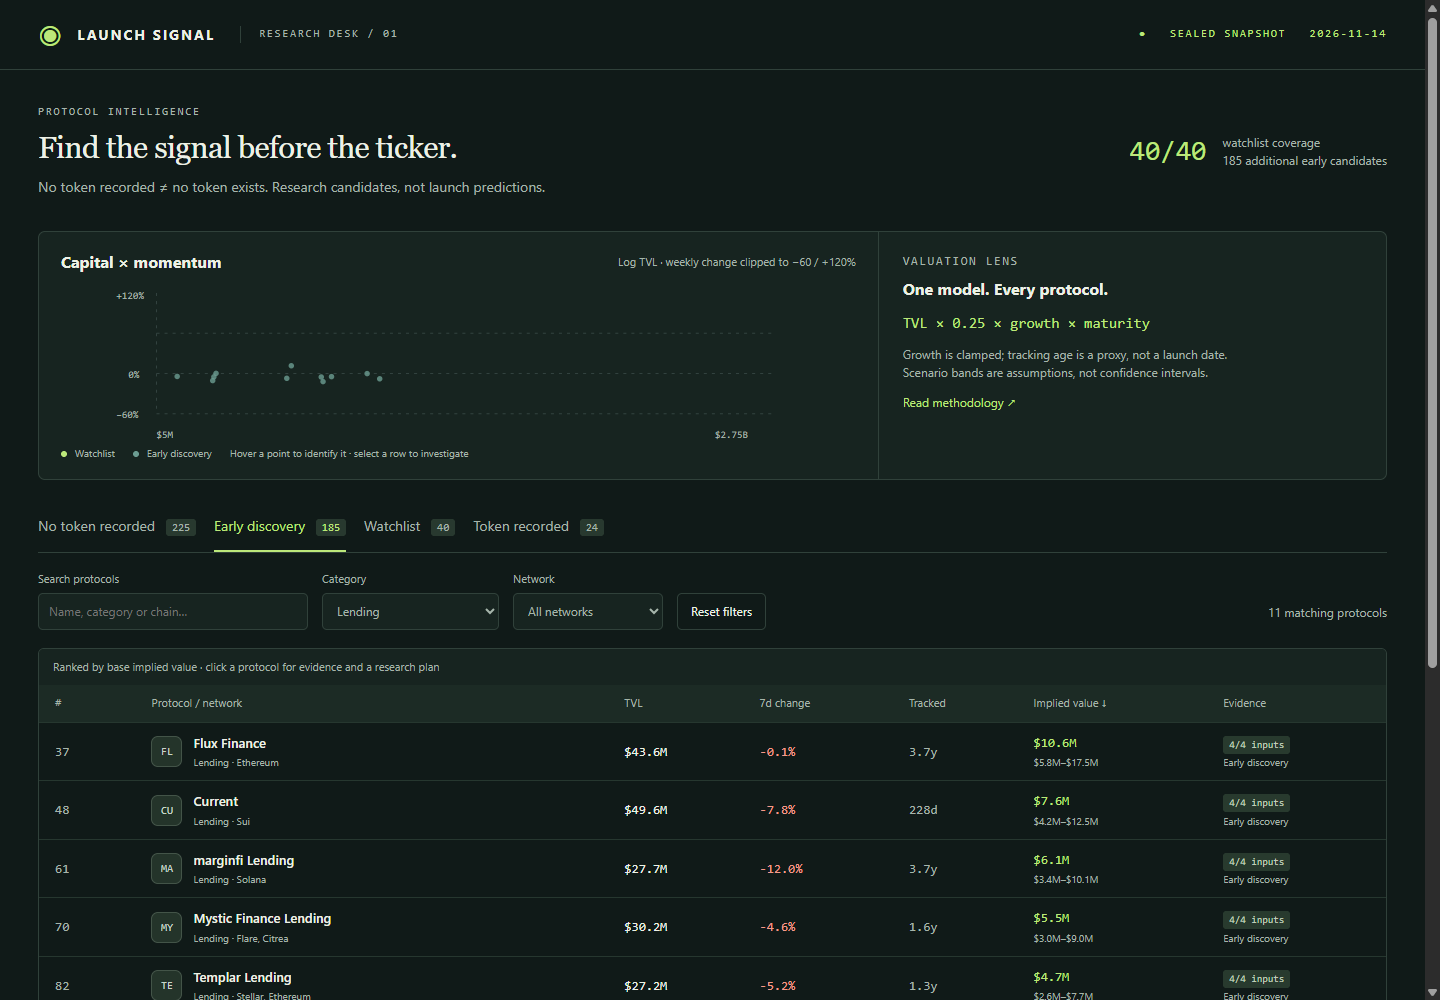 LAUNCH SIGNAL
RESEARCH DESK / 01
SEALED SNAPSHOT 2026-11-14
PROTOCOL INTELLIGENCE
Find the signal before the ticker.
No token recorded ≠ no token exists. Research candidates, not launch predictions.
40/40
watchlist coverage
185 additional early candidates
Capital × momentum
Log TVL · weekly change clipped to −60 / +120%
+120%
0%
−60%
$5M
$2.75B
Watchlist
Early discovery
Hover a point to identify it · select a row to investigate
VALUATION LENS
One model. Every protocol.
TVL × 0.25 × growth × maturity
Growth is clamped; tracking age is a proxy, not a launch date.
Scenario bands are assumptions, not confidence intervals.
Read methodology ↗
No token recorded 225
Early discovery 185
Watchlist 40
Token recorded 24
Search protocols
Category
Network
Name, category or chain...
Lending
All networks
Reset filters
11 matching protocols
Ranked by base implied value · click a protocol for evidence and a research plan
# Protocol / network TVL 7d change Tracked Implied value ↓ Evidence
37 FL Flux Finance $43.6M -0.1% 3.7y $10.6M 4/4 inputs
Lending · Ethereum $5.8M–$17.5M Early discovery
48 CU Current $49.6M -7.8% 228d $7.6M 4/4 inputs
Lending · Sui $4.2M–$12.5M Early discovery
61 MA marginfi Lending $27.7M -12.0% 3.7y $6.1M 4/4 inputs
Lending · Solana $3.4M–$10.1M Early discovery
70 MY Mystic Finance Lending $30.2M -4.6% 1.6y $5.5M 4/4 inputs
Lending · Flare, Citrea $3.0M–$9.0M Early discovery
82 TE Templar Lending $27.2M -5.2% 1.3y $4.7M 4/4 inputs
Lending · Stellar, Ethereum $2.6M–$7.7M Early discovery